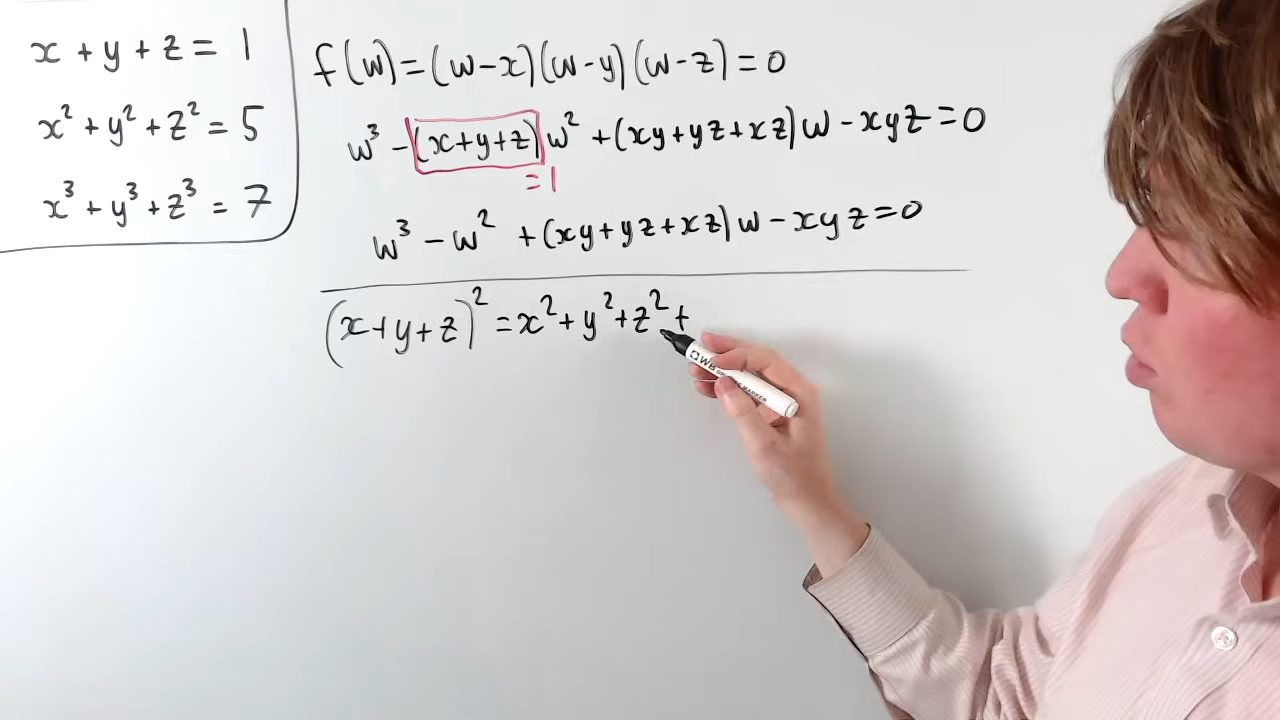 x + y + z = 1
x² + y² + z² = 5
x³ + y³ + z³ = 7
f(w) = (w-x)(w-y)(w-z) = 0
w³ - (x+y+z)w² + (xy+yz+xz)w - xyz = 0
= 1
w³ - w² + (xy+yz+xz)w - xyz = 0
(x+y+z)² = x² + y² + z² +
WB